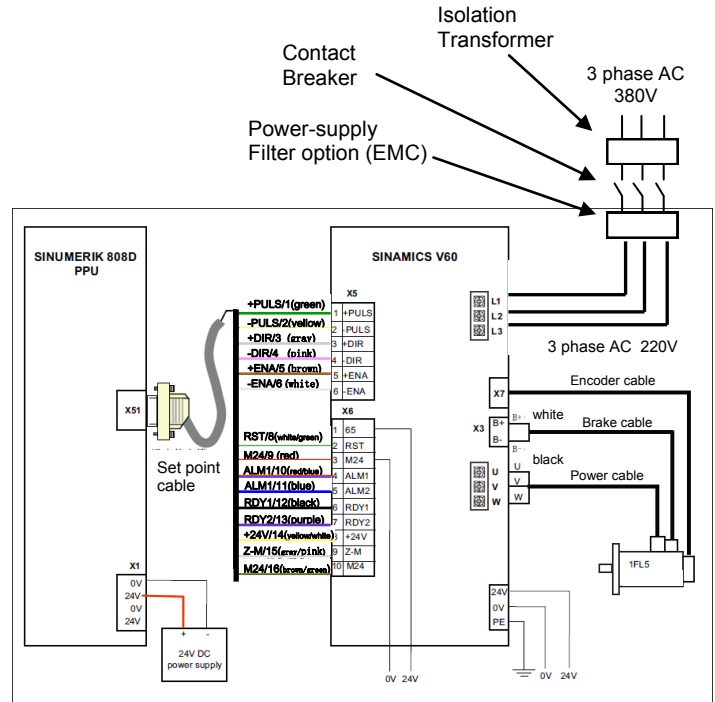 Isolation
Transformer
Contact
Breaker
3 phase AC
380V
Power-supply
Filter option (EMC)
SINUMERIK 808D
PPU
SINAMICS V60
X5
+PULS/1(green)
1 +PULS
-PULS/2(yellow)
2 -PULS
+DIR/3 (gray)
3 +DIR
-DIR/4 (pink)
4 -DIR
+ENA/5 (brown)
5 +ENA
-ENA/6 (white)
6 -ENA
L1
L2
L3
3 phase AC 220V
X51
Set point
cable
X6
1 65
RST/8(white/green)
2 RST
M24/9 (red)
3 M24
ALM1/10(red/blue)
4 ALM1
ALM1/11(blue)
5 ALM2
RDY1/12(black)
6 RDY1
RDY2/13(purple)
7 RDY2
+24V/14(yellow/white)
8 +24V
Z-M/15(gray/pink)
9 Z-M
M24/16(brown/green)
10 M24
X7
Encoder cable
X3
B+
B-
B+
B-
white
Brake cable
black
U
V
W
U
V
W
Power cable
1FL5
X1
0V
24V
0V
24V
+ -
24V DC
power supply
24V
0V
PE
0V 24V
0V 24V